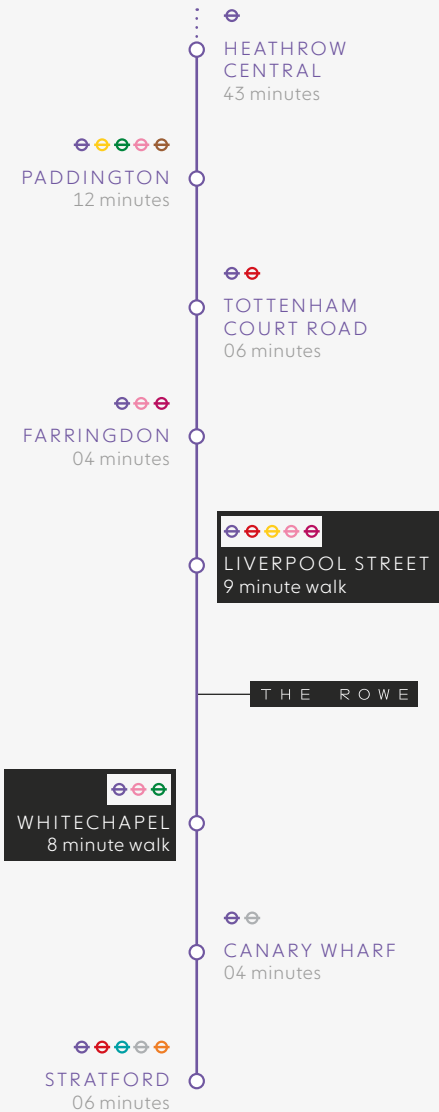 HEATHROW
CENTRAL
43 minutes
PADDINGTON
12 minutes
TOTTENHAM
COURT ROAD
06 minutes
FARRINGDON
04 minutes
LIVERPOOL STREET
9 minute walk
THE ROWE
WHITECHAPEL
8 minute walk
CANARY WHARF
04 minutes
STRATFORD
06 minutes